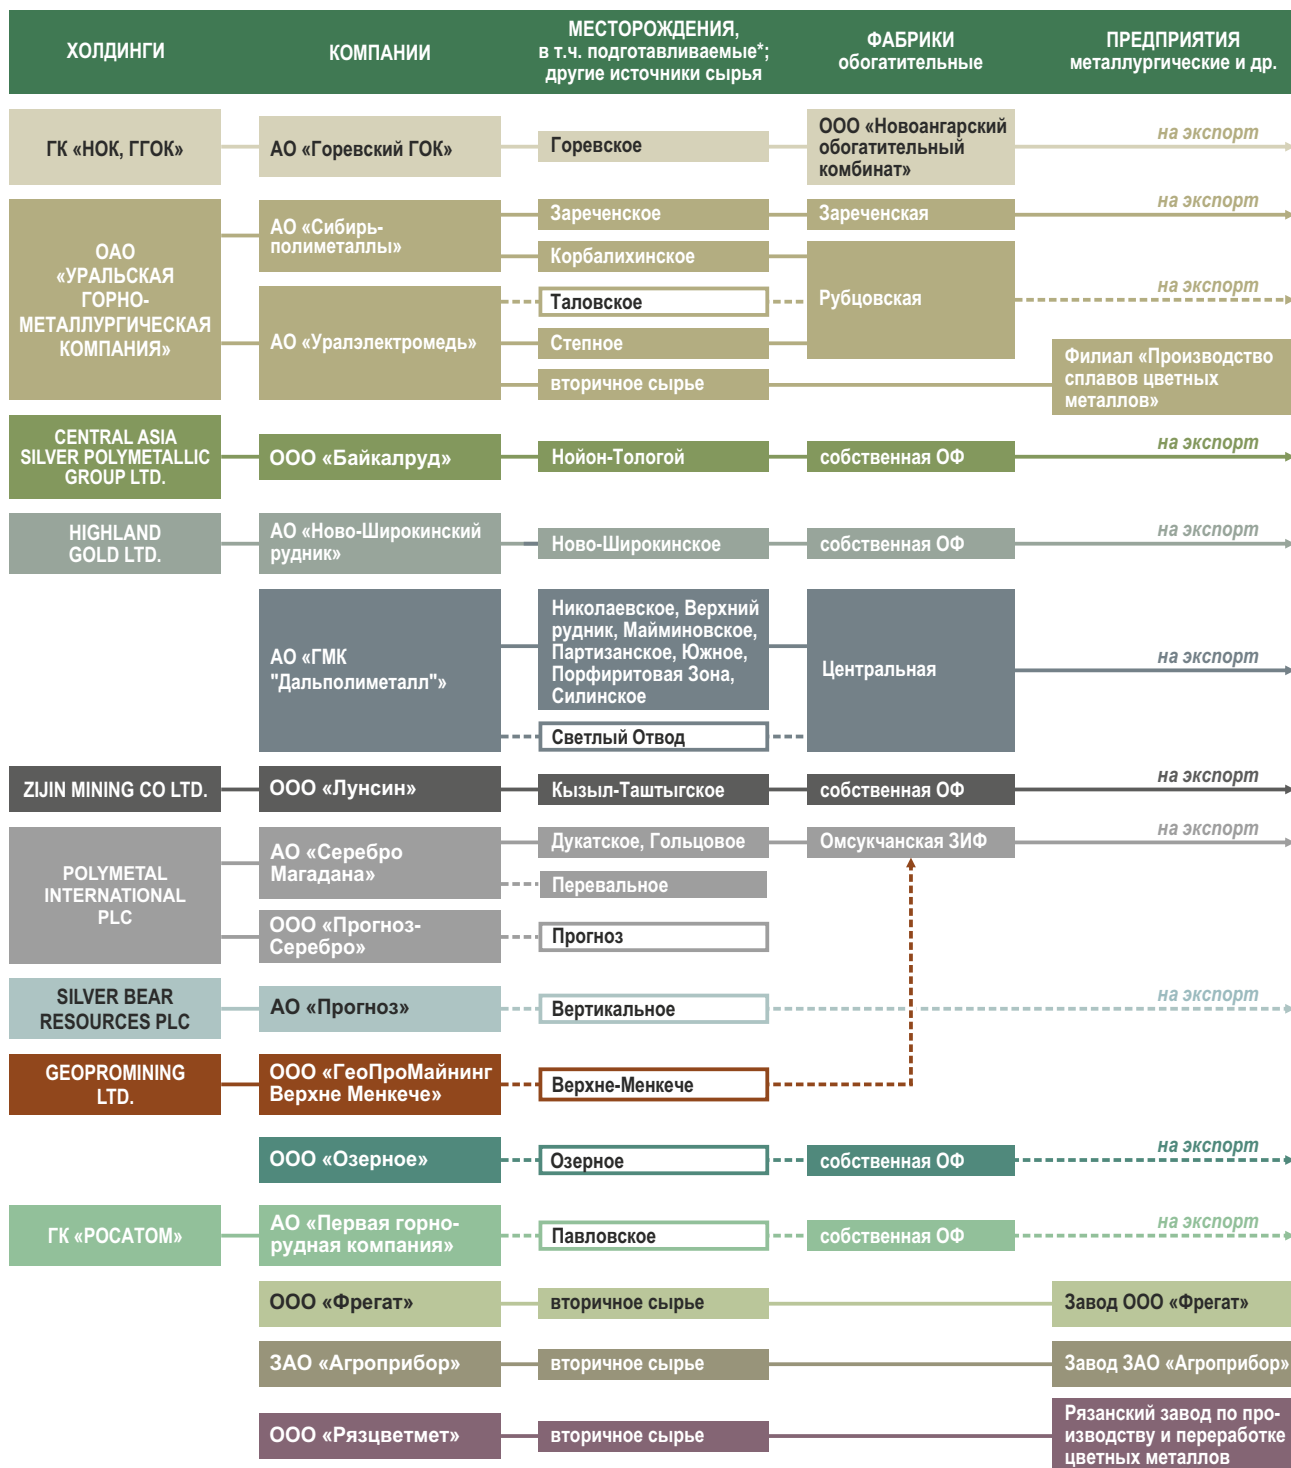 ХОЛДИНГИ
КОМПАНИИ
МЕСТОРОЖДЕНИЯ,
в т.ч. подготавливаемые*;
другие источники сырья
ФАБРИКИ
обогатительные
ПРЕДПРИЯТИЯ
металлургические и др.
ГК «НОК, ГГОК»
АО «Горевский ГОК»
Горевское
ООО «Новоангарский
обогатительный
комбинат»
на экспорт
ОАО
«УРАЛЬСКАЯ
ГОРНО-
МЕТАЛЛУРГИЧЕСКАЯ
КОМПАНИЯ»
АО «Сибирь-
полиметаллы»
Зареченское
Зареченская
на экспорт
Корбалихинское
Рубцовская
на экспорт
АО «Уралэлектромедь»
Таловское
Степное
вторичное сырье
Филиал «Производство
сплавов цветных
металлов»
CENTRAL ASIA
SILVER POLYMETALLIC
GROUP LTD.
ООО «Байкалруд»
Нойон-Тологой
собственная ОФ
на экспорт
HIGHLAND
GOLD LTD.
АО «Ново-Широкинский
рудник»
Ново-Широкинское
собственная ОФ
на экспорт
АО «ГМК
"Дальполиметалл"»
Николаевское, Верхний
рудник, Майминовское,
Партизанское, Южное,
Порфиритовая Зона,
Силинское
Центральная
на экспорт
Светлый Отвод
ZIJIN MINING CO LTD.
ООО «Лунсин»
Кызыл-Таштыгское
собственная ОФ
на экспорт
POLYMETAL
INTERNATIONAL
PLC
АО «Серебро
Магадана»
Дукатское, Гольцовое
Омсукчанская ЗИФ
на экспорт
Перевальное
ООО «Прогноз-
Серебро»
Прогноз
SILVER BEAR
RESOURCES PLC
АО «Прогноз»
Вертикальное
на экспорт
GEOPROMINING
LTD.
ООО «ГеоПроМайнинг
Верхне Менкече»
Верхне-Менкече
ООО «Озерное»
Озерное
собственная ОФ
на экспорт
ГК «РОСАТОМ»
АО «Первая горно-
рудная компания»
Павловское
собственная ОФ
на экспорт
ООО «Фрегат»
вторичное сырье
Завод ООО «Фрегат»
ЗАО «Агроприбор»
вторичное сырье
Завод ЗАО «Агроприбор»
ООО «Рязцветмет»
вторичное сырье
Рязанский завод по про-
изводству и переработке
цветных металлов